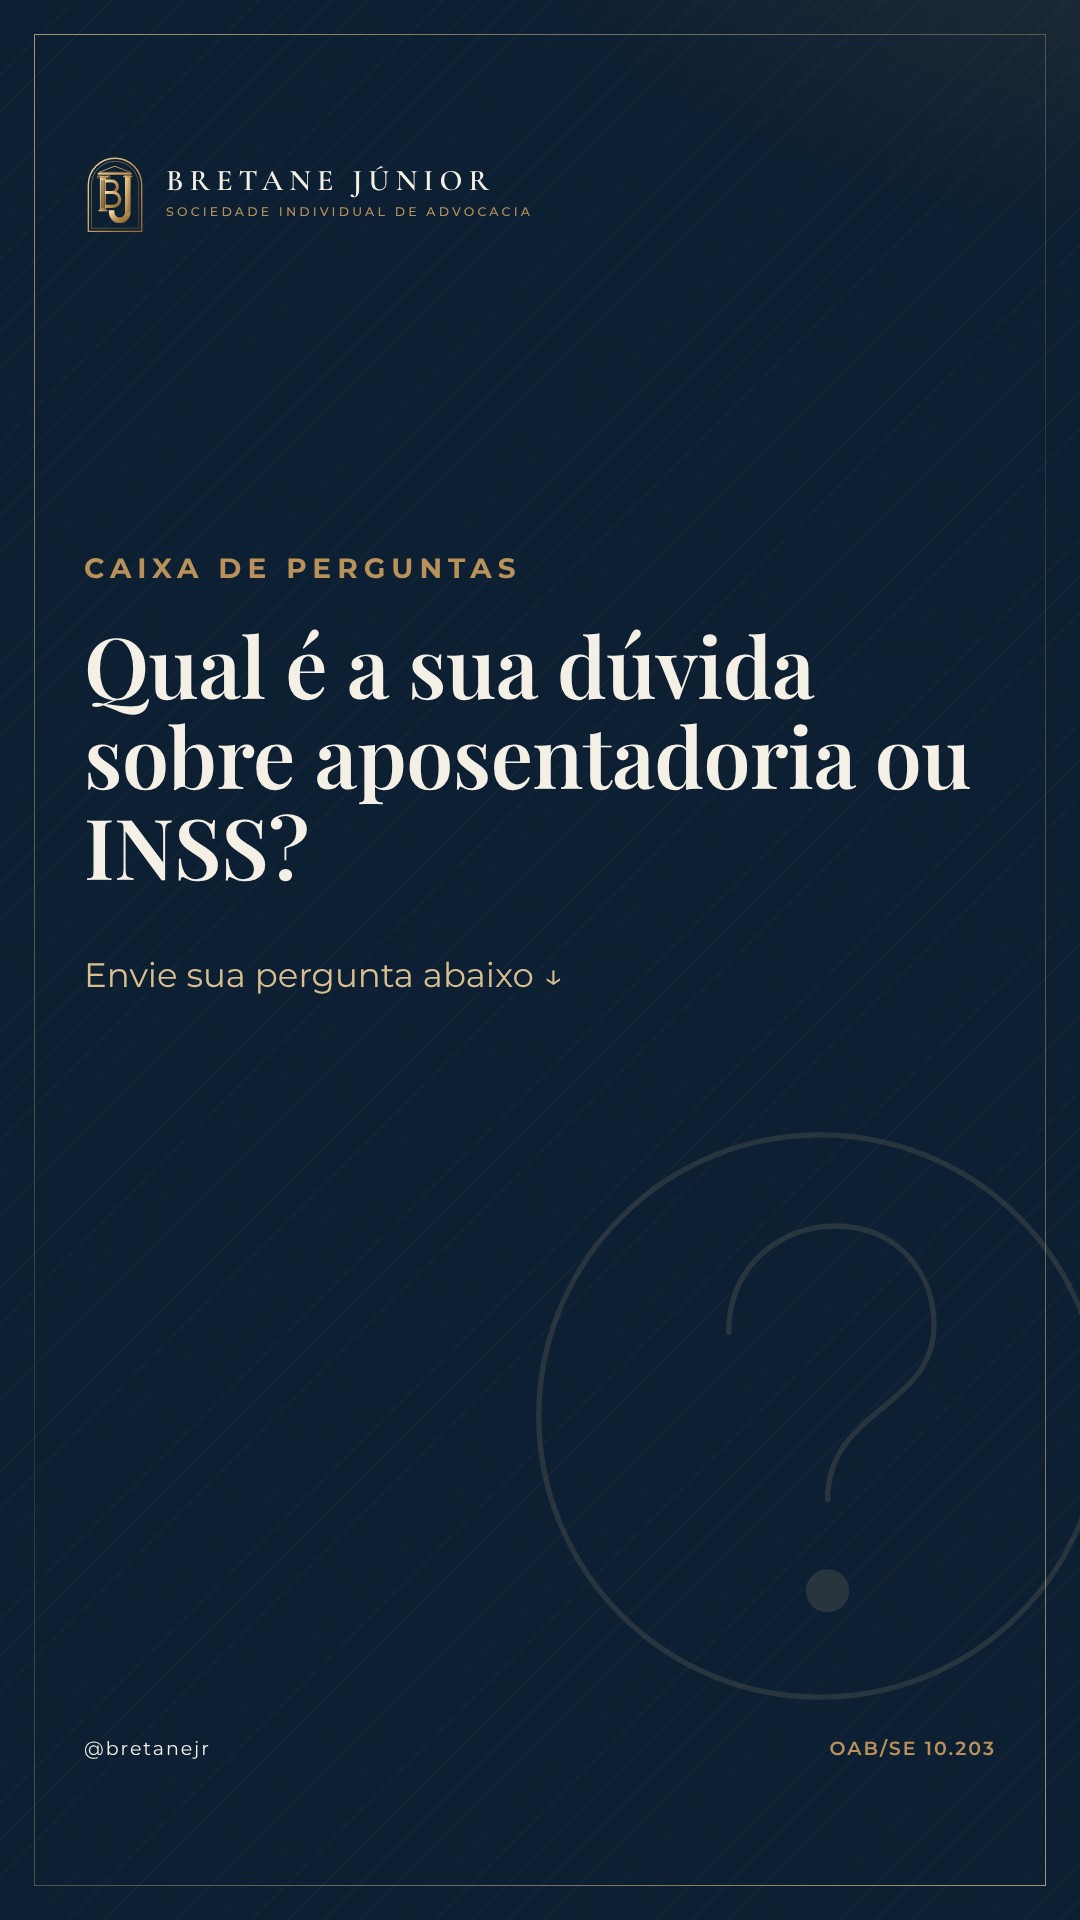 BRETANE JÚNIOR
SOCIEDADE INDIVIDUAL DE ADVOCACIA
CAIXA DE PERGUNTAS
Qual é a sua dúvida
sobre aposentadoria ou
INSS?
Envie sua pergunta abaixo ↓
@bretanejr
OAB/SE 10.203